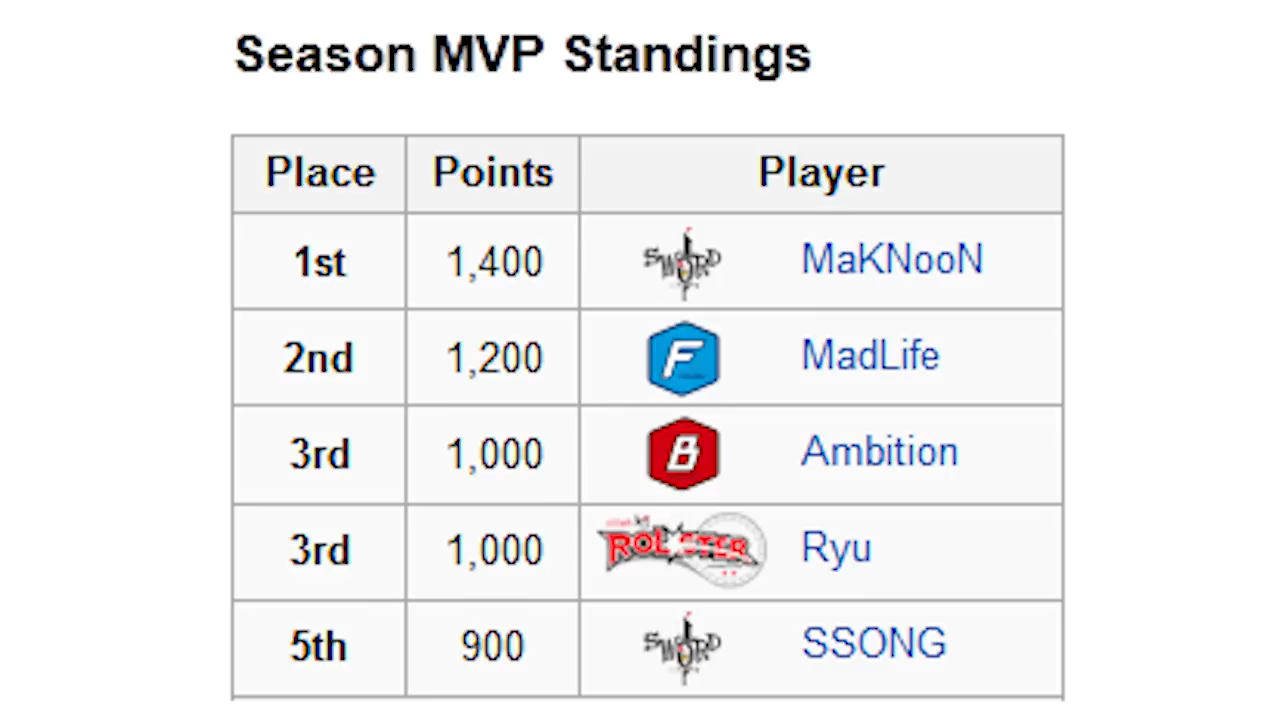 Season MVP Standings
Place Points Player
1st 1,400 SWORD MaKNooN
2nd 1,200 F MadLife
3rd 1,000 B Ambition
3rd 1,000 ROLSTER Ryu
5th 900 SWORD SSONG